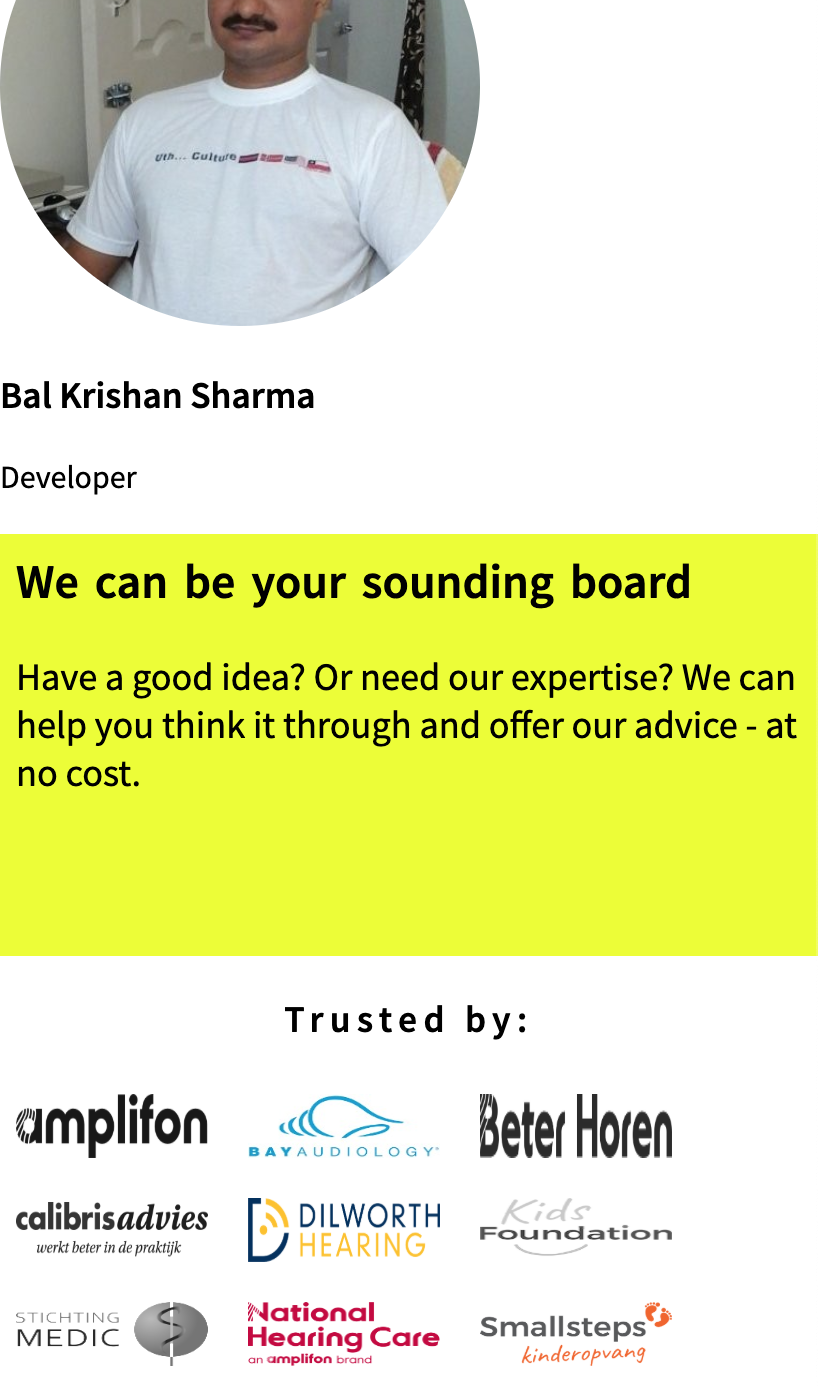 Uth... Culture
Bal Krishan Sharma
Developer
We can be your sounding board
Have a good idea? Or need our expertise? We can
help you think it through and offer our advice - at
no cost.
Trusted by:
amplifon
BAYAUDIOLOGY
Beter Horen
calibrisadvies
werkt beter in de praktijk
DILWORTH
HEARING
Kids
Foundation
STICHTING
MEDIC
National
Hearing Care
an amplifon brand
Smallsteps
kinderopvang